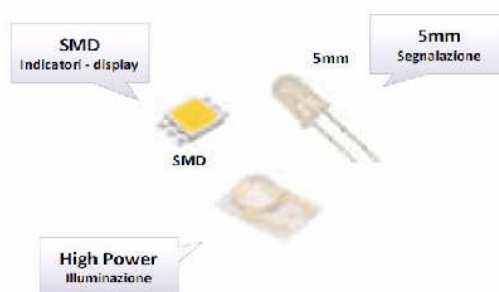 SMD
Indicatori - display
5mm
Segnalazione
5mm
SMD
High Power
Illuminazione